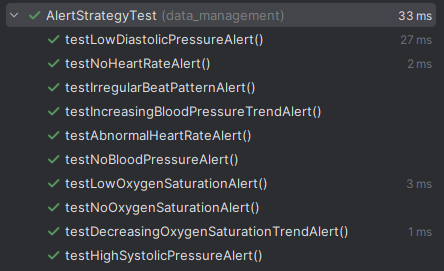 AlertStrategyTest (data_management) 33 ms
testLowDiastolicPressureAlert() 27 ms
testNoHeartRateAlert() 2 ms
testIrregularBeatPatternAlert()
testIncreasingBloodPressureTrendAlert()
testAbnormalHeartRateAlert()
testNoBloodPressureAlert()
testLowOxygenSaturationAlert() 3 ms
testNoOxygenSaturationAlert()
testDecreasingOxygenSaturationTrendAlert() 1 ms
testHighSystolicPressureAlert()